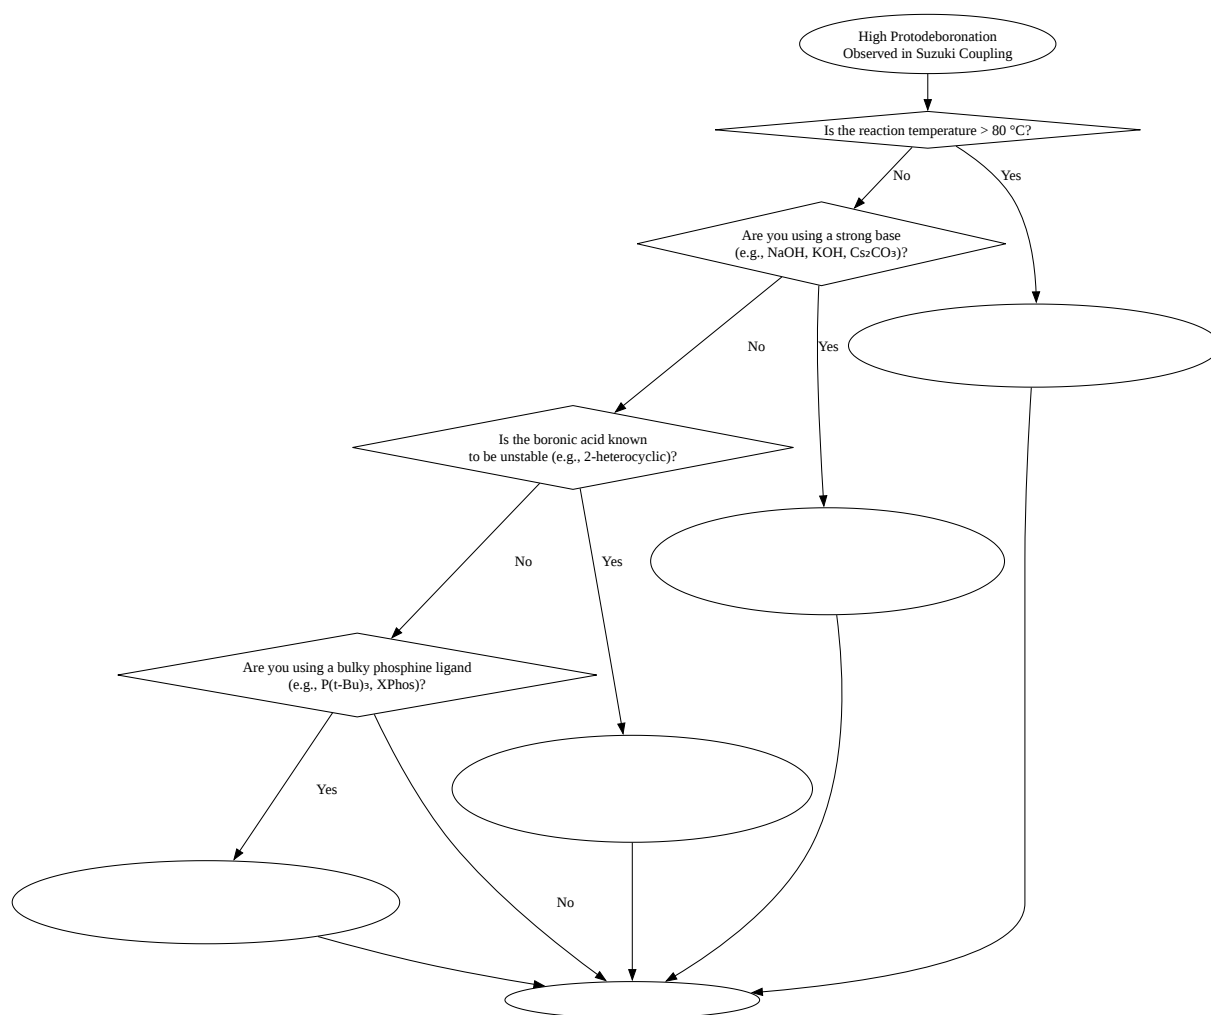 High Protodeboronation
Observed in Suzuki Coupling
Is the reaction temperature > 80 °C?
No
Yes
Are you using a strong base
(e.g., NaOH, KOH, Cs₂CO₃)?
No
Yes
Is the boronic acid known
to be unstable (e.g., 2-heterocyclic)?
No
Yes
Are you using a bulky phosphine ligand
(e.g., P(t-Bu)₃, XPhos)?
Yes
No